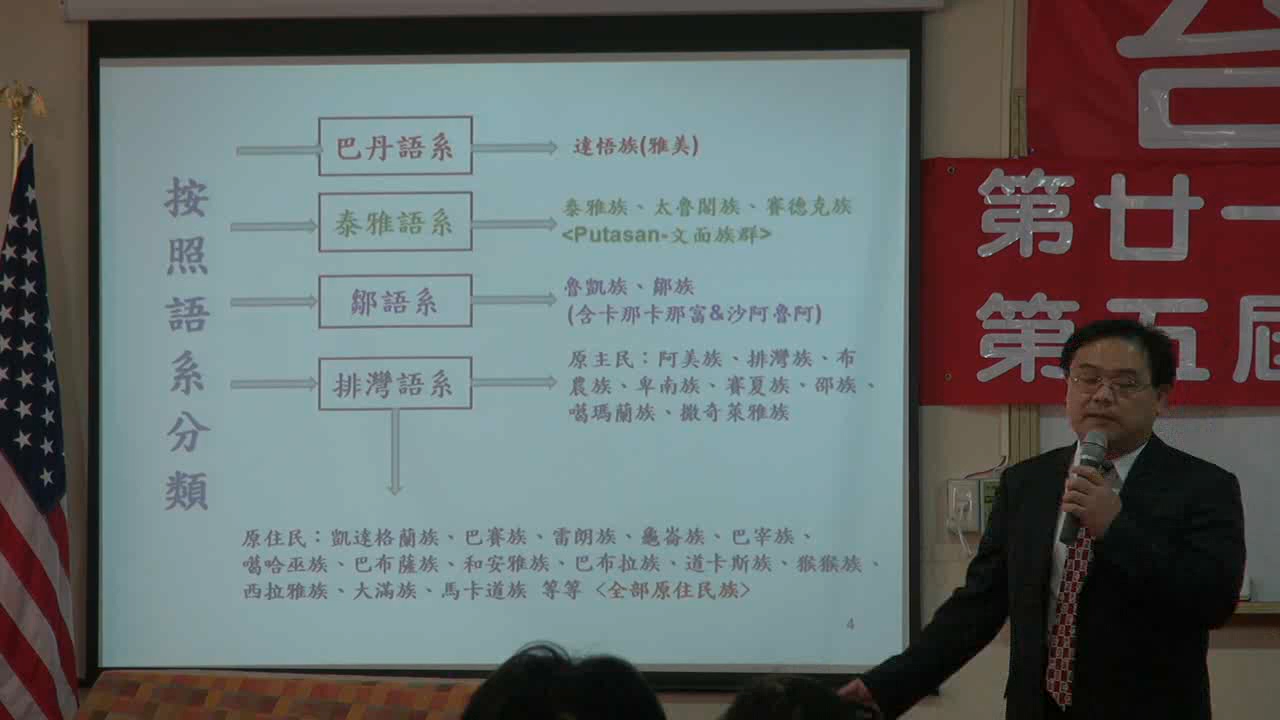 按照語系分類
巴丹語系
達悟族(雅美)
泰雅語系
泰雅族、太魯閣族、賽德克族
<Putasan-文面族群>
鄒語系
魯凱族、鄒族
(含卡那卡那富&沙阿魯阿)
排灣語系
原主民：阿美族、排灣族、布
農族、卑南族、賽夏族、邵族、
噶瑪蘭族、撒奇萊雅族
原住民：凱達格蘭族、巴賽族、雷朗族、龜崙族、巴宰族、
噶哈巫族、巴布薩族、和安雅族、巴布拉族、道卡斯族、猴猴族、
西拉雅族、大滿族、馬卡道族 等等 <全部原住民族>
4
台
第廿一
第五屆